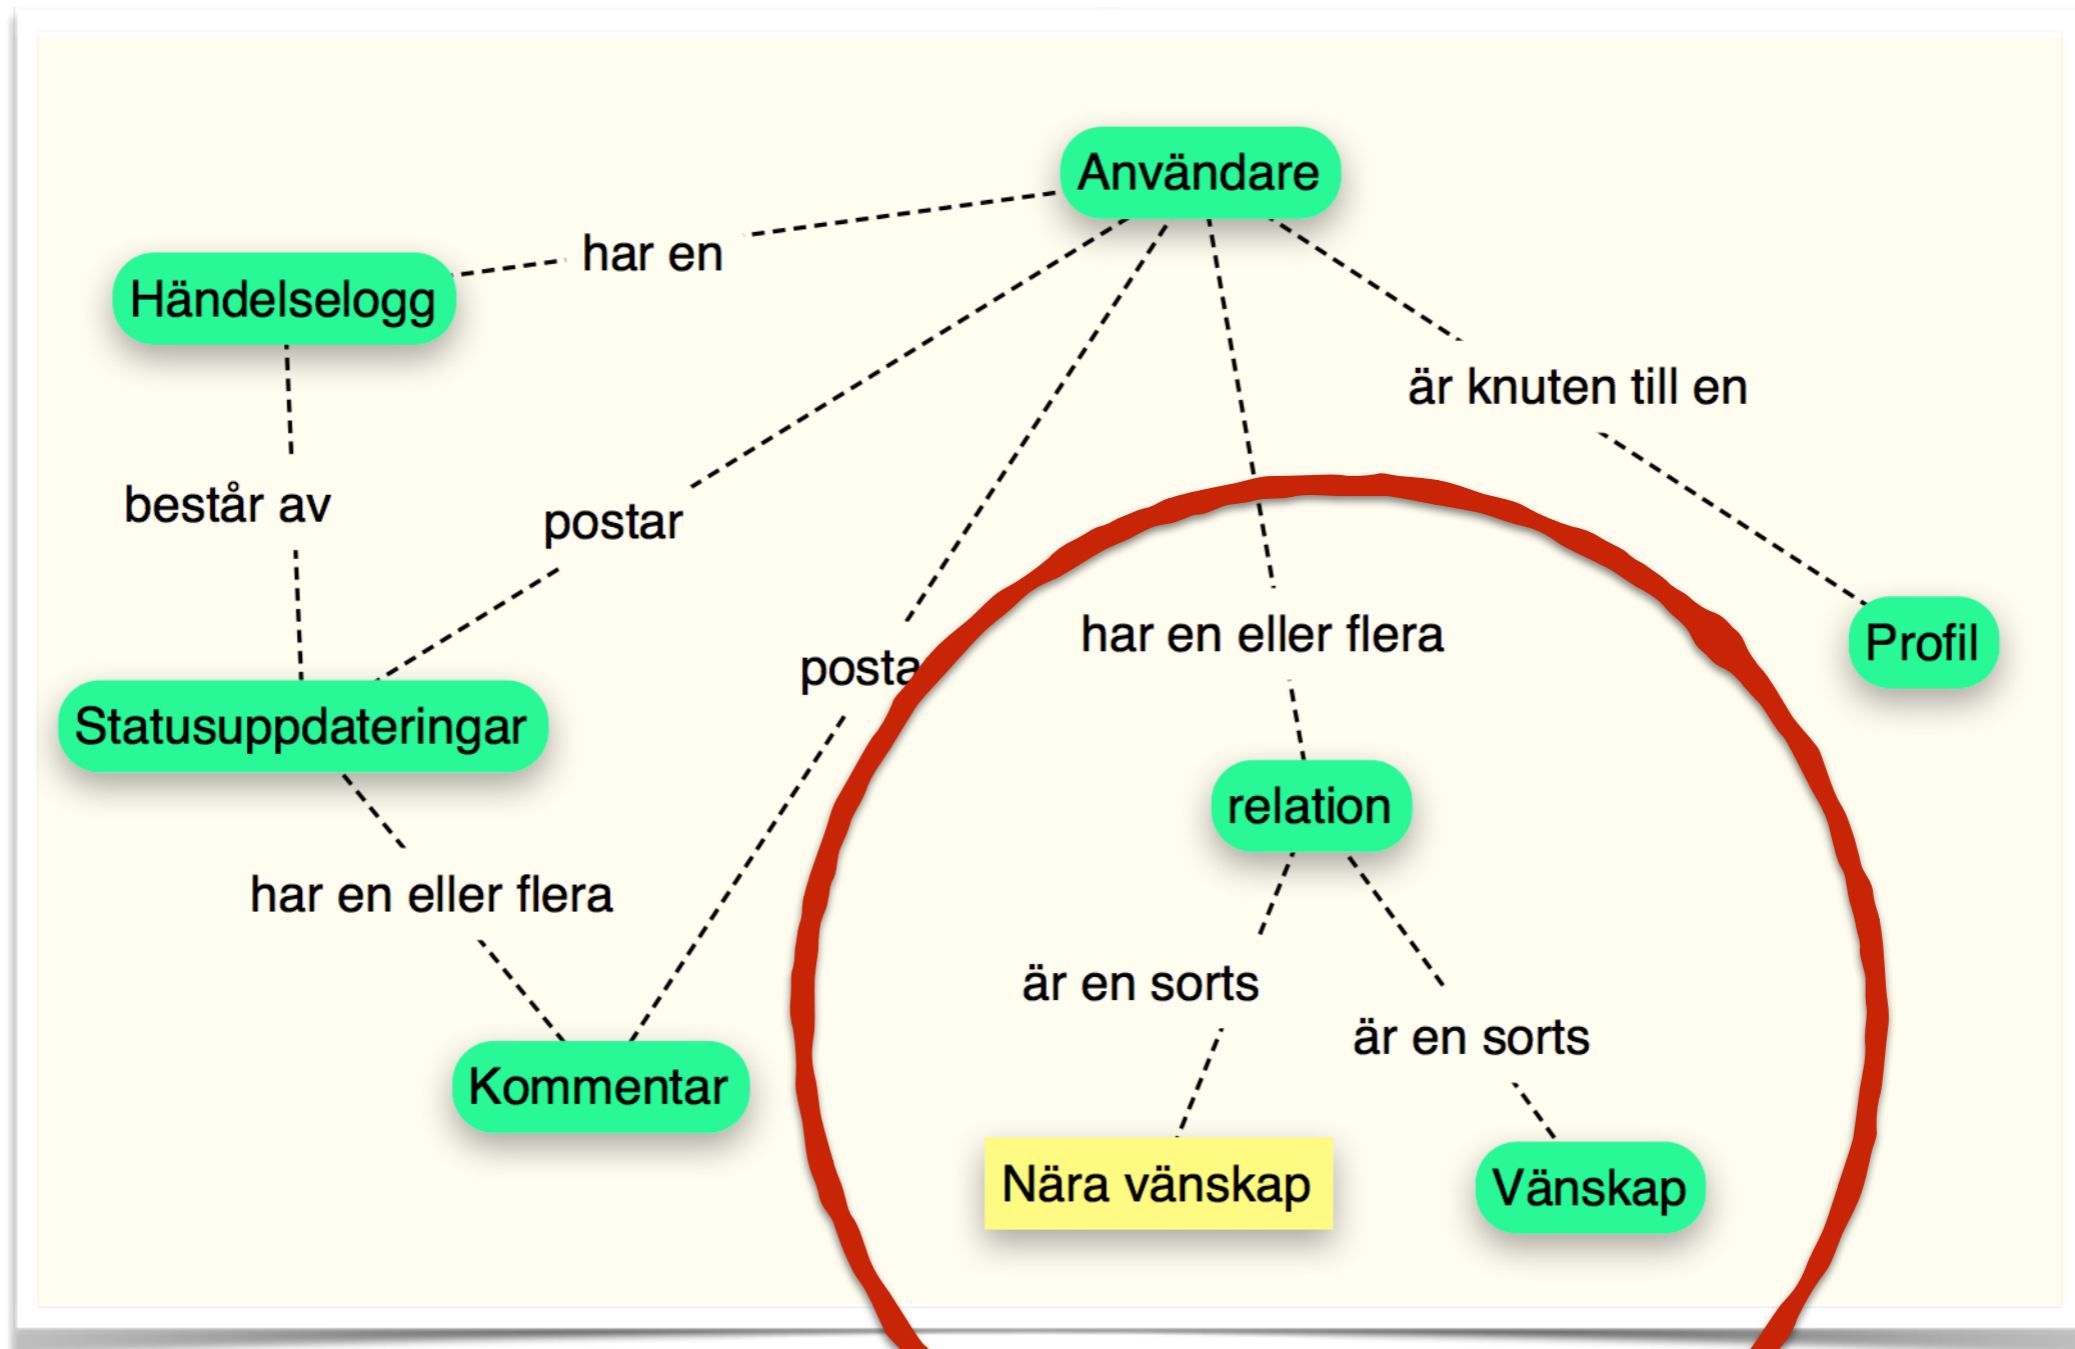 Användare
har en
Händelselogg
är knuten till en
består av
postar
har en eller flera
Profil
posta
Statusuppdateringar
relation
har en eller flera
är en sorts
är en sorts
Kommentar
Nära vänskap
Vänskap